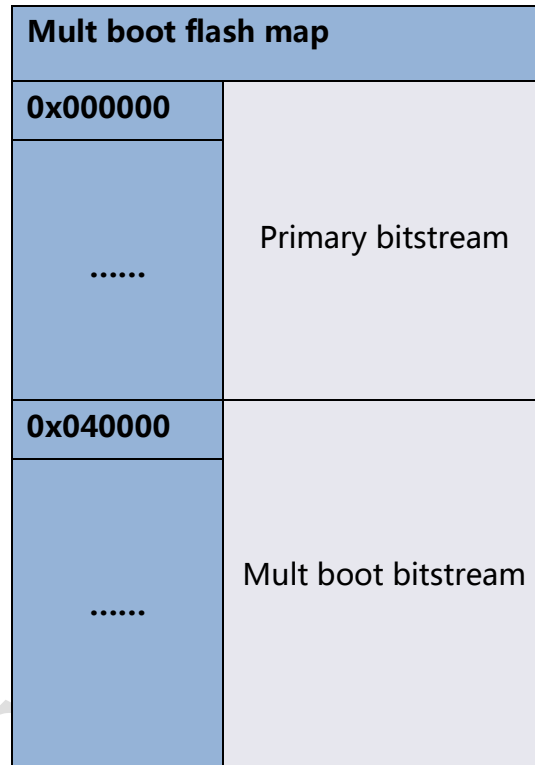 Mult boot flash map
0x000000
Primary bitstream
......
0x040000
Mult boot bitstream
......